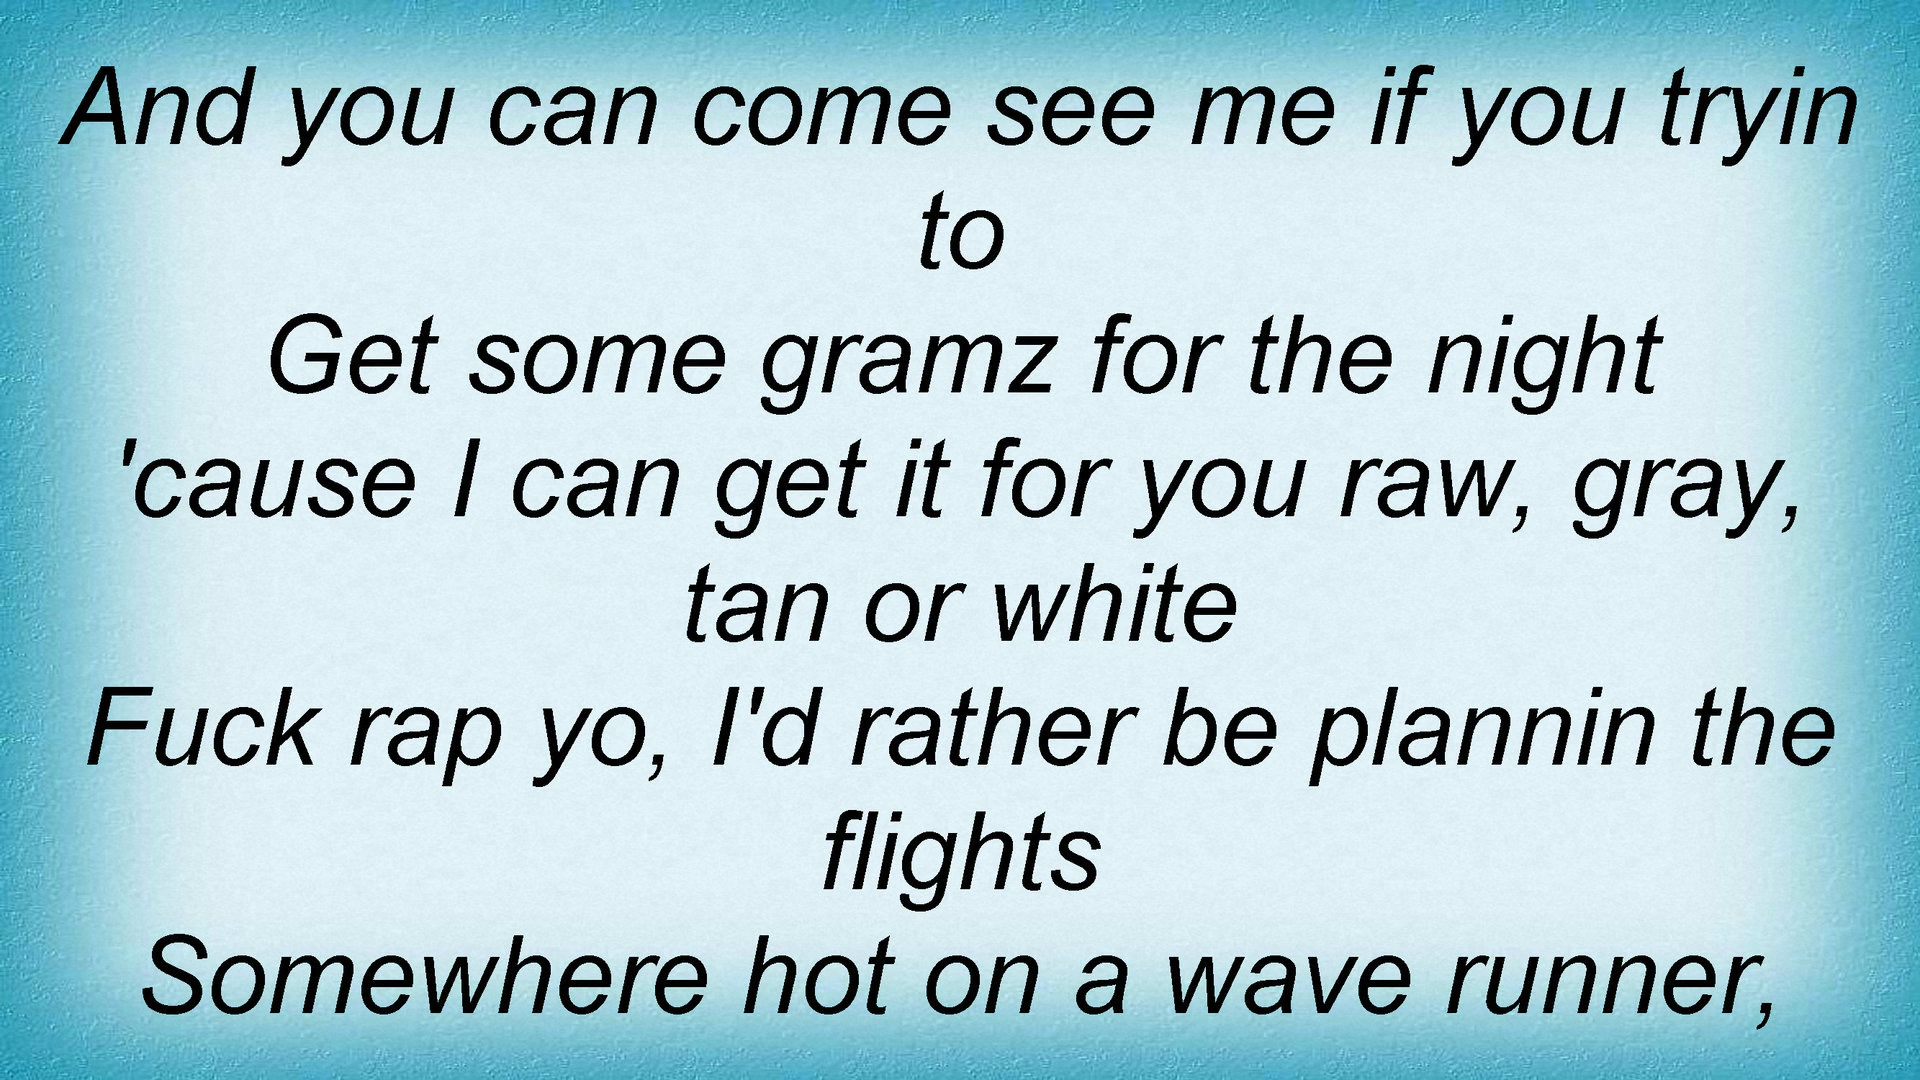 And you can come see me if you tryin
to
Get some gramz for the night
'cause I can get it for you raw, gray,
tan or white
Fuck rap yo, I'd rather be plannin the
flights
Somewhere hot on a wave runner,